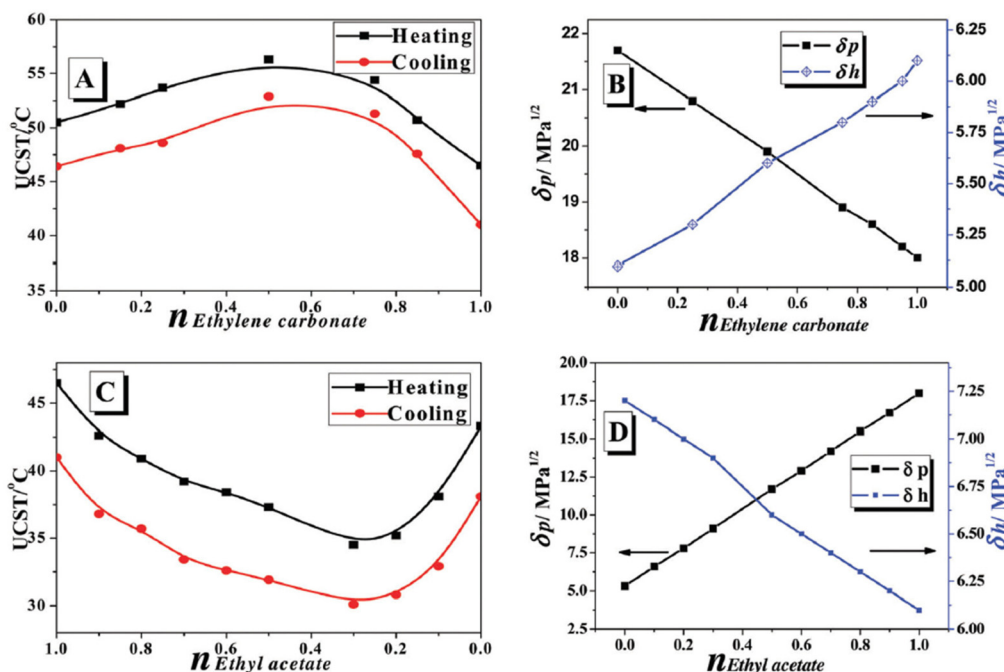 A
Heating
Cooling
UCST/°C
60
55
50
45
40
35
0.0 0.2 0.4 0.6 0.8 1.0
n Ethylene carbonate
B
δp
δh
δp/ MPa1/2
22
21
20
19
18
6.25
6.00
5.75
5.50
5.25
5.00
δh/ MPa1/2
0.0 0.2 0.4 0.6 0.8 1.0
n Ethylene carbonate
C
Heating
Cooling
UCST/°C
45
40
35
30
1.0 0.8 0.6 0.4 0.2 0.0
n Ethyl acetate
D
δ p
δ h
δp/ MPa1/2
20.0
17.5
15.0
12.5
10.0
7.5
5.0
2.5
7.25
7.00
6.75
6.50
6.25
6.00
δh/ MPa1/2
0.0 0.2 0.4 0.6 0.8 1.0
n Ethyl acetate